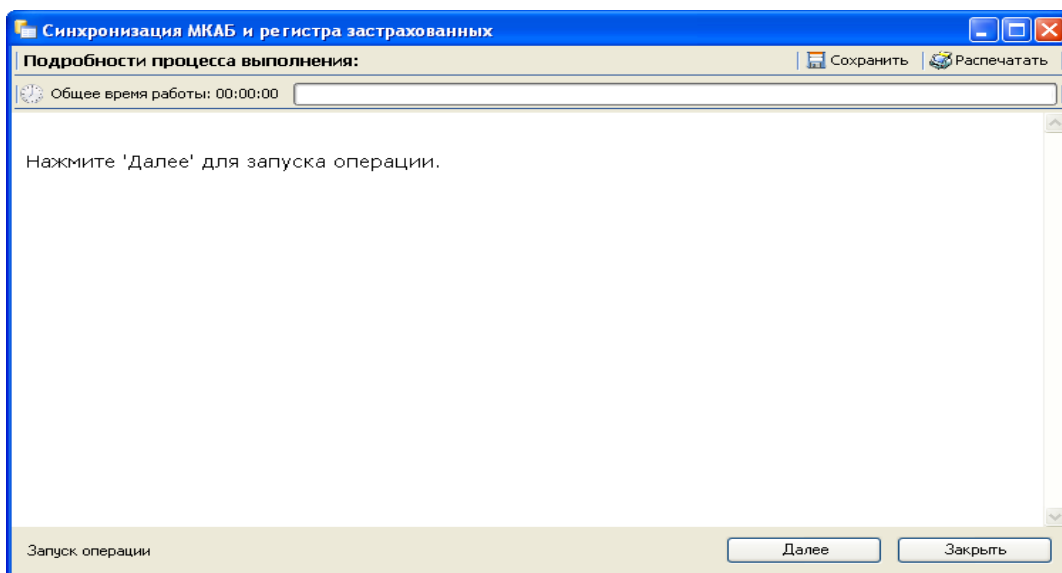 Синхронизация МКАБ и регистра застрахованных
Подробности процесса выполнения: Сохранить Распечатать
Общее время работы: 00:00:00
Нажмите 'Далее' для запуска операции.
Запуск операции Далее Закрыть